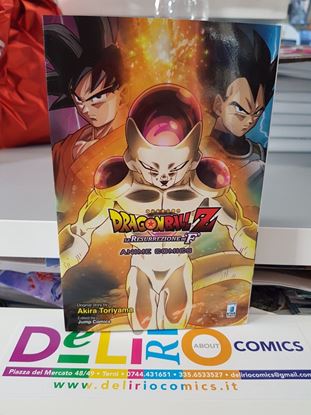 DRAGON BALL Z
LA RESURREZIONE DI "F"
ANIME COMICS
Original story by
Akira Toriyama
Edited by
Jump Comics
DELIRIO ABOUT COMICS
Piazza del Mercato 48/49 • Terni • 0744.431651 • 335.6533527 • deliriocomics@gmail.com
www.deliriocomics.it